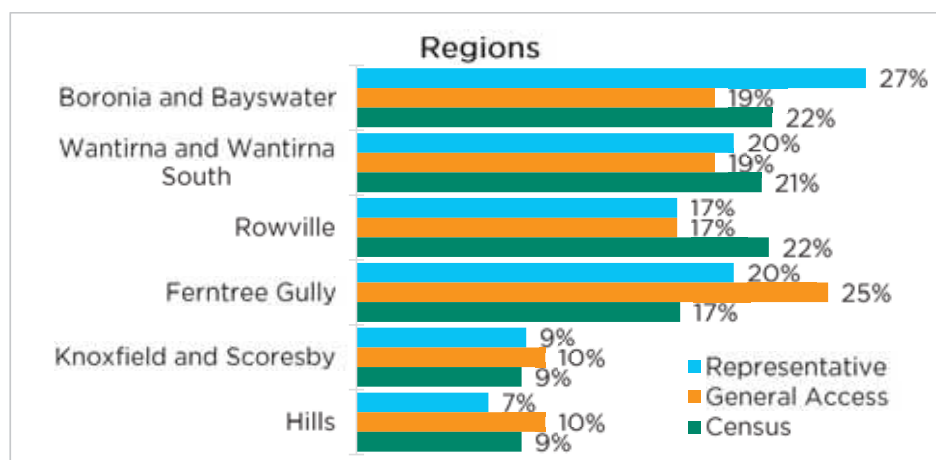 Regions
Boronia and Bayswater
27%
19%
22%
Wantirna and Wantirna
South
20%
19%
21%
Rowville
17%
17%
22%
Ferntree Gully
20%
25%
17%
Knoxfield and Scoresby
9%
10%
9%
Hills
7%
10%
9%
Representative
General Access
Census